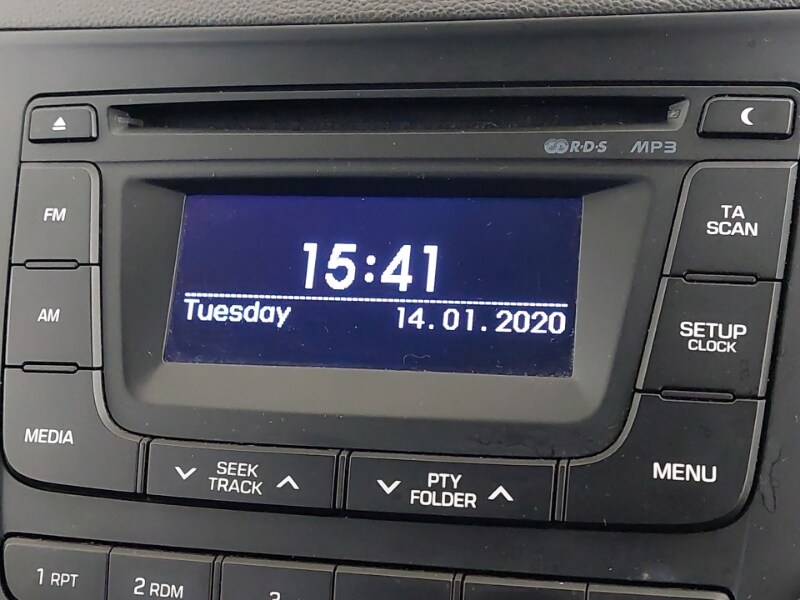 R·D·S MP3
FM
TA
SCAN
15:41
AM
Tuesday 14.01.2020
SETUP
CLOCK
MEDIA
SEEK
TRACK
PTY
FOLDER
MENU
1 RPT
2 RDM
3